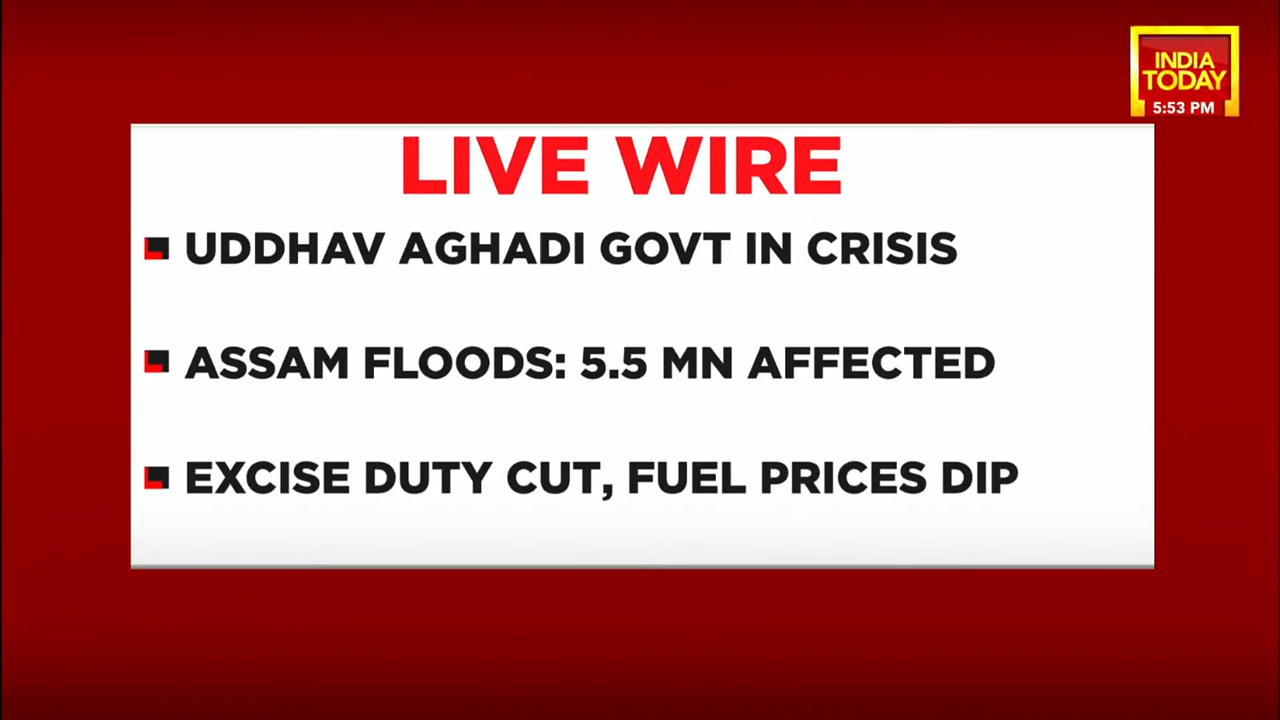 INDIA
TODAY
5:53 PM
LIVE WIRE
UDDHAV AGHADI GOVT IN CRISIS
ASSAM FLOODS: 5.5 MN AFFECTED
EXCISE DUTY CUT, FUEL PRICES DIP